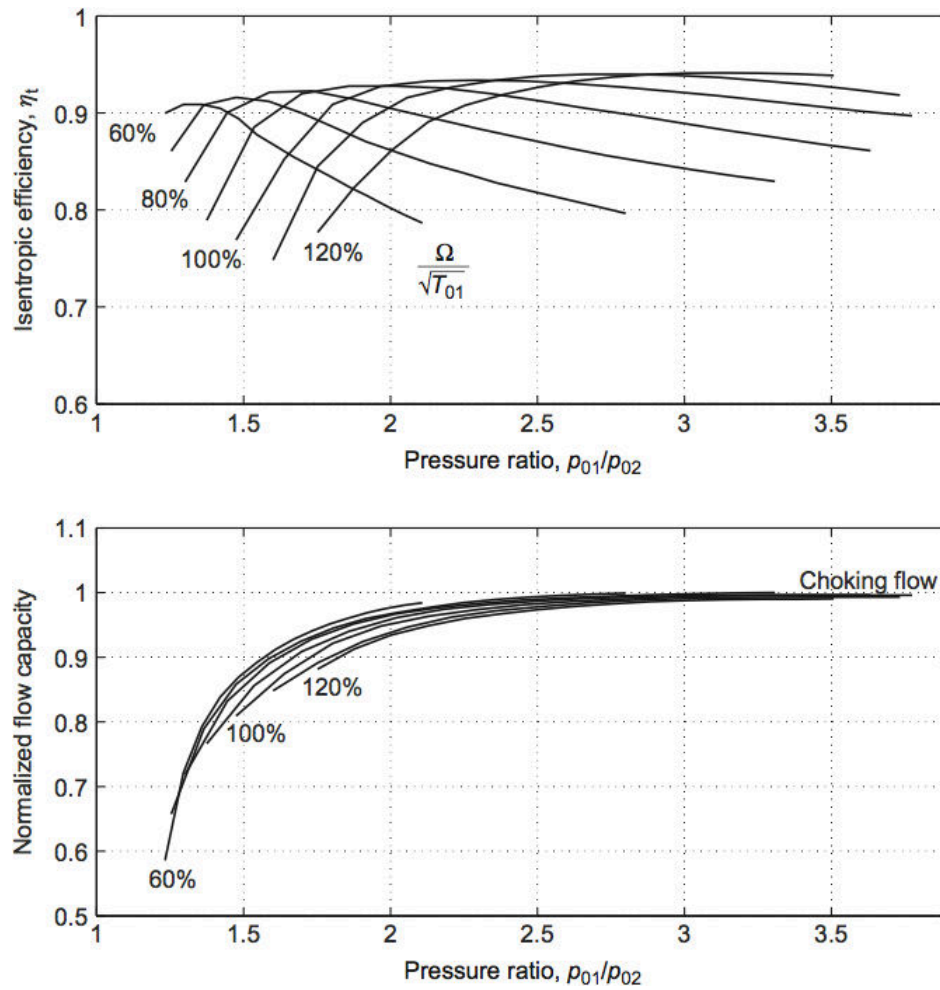 1
0.9
0.8
0.7
0.6
Isentropic efficiency, ηt
60%
80%
100%
120%
Ω
√T01
1 1.5 2 2.5 3 3.5
Pressure ratio, p01/p02
1.1
1
0.9
0.8
0.7
0.6
0.5
Normalized flow capacity
Choking flow
120%
100%
60%
1 1.5 2 2.5 3 3.5
Pressure ratio, p01/p02